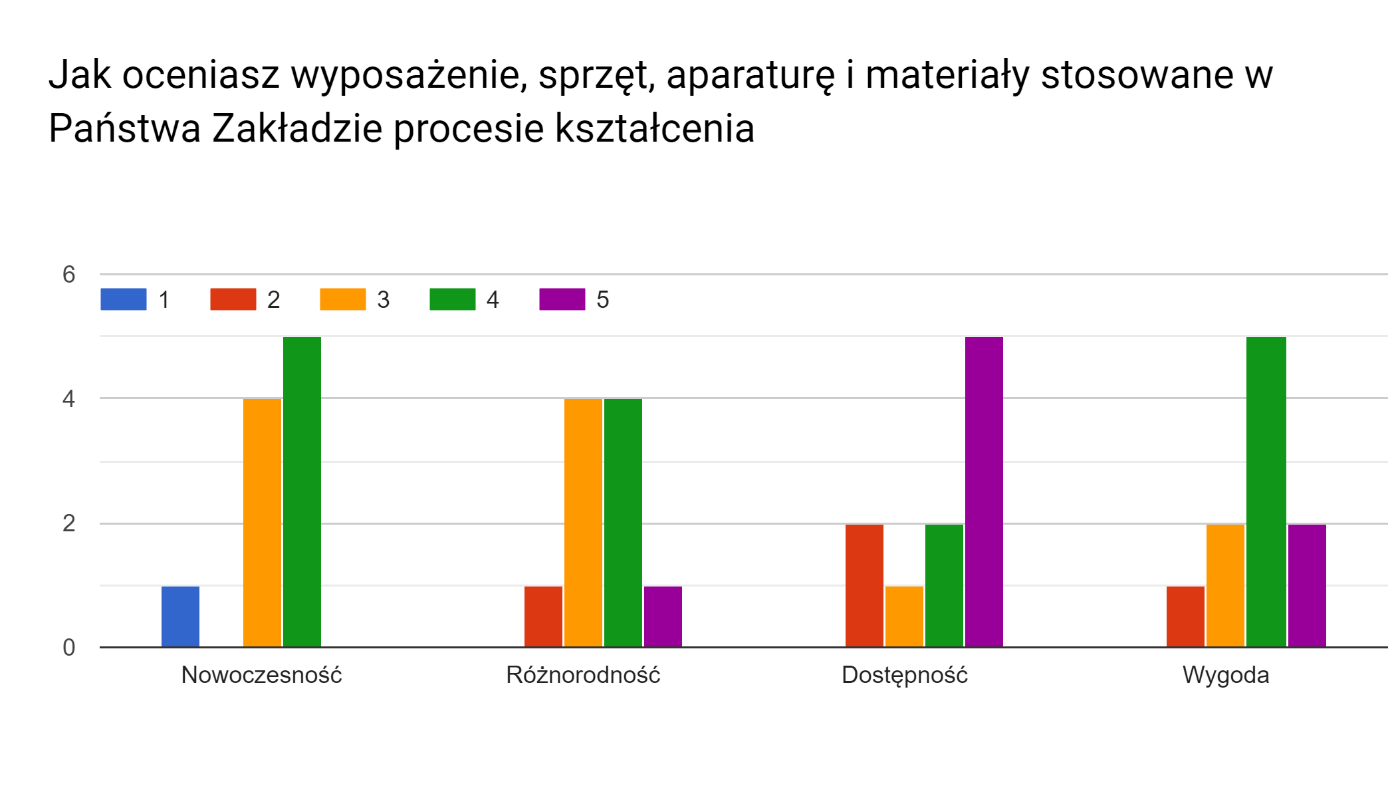 Jak oceniasz wyposażenie, sprzęt, aparaturę i materiały stosowane w
Państwa Zakładzie procesie kształcenia
6
1 2 3 4 5
4
2
0
Nowoczesność Różnorodność Dostępność Wygoda